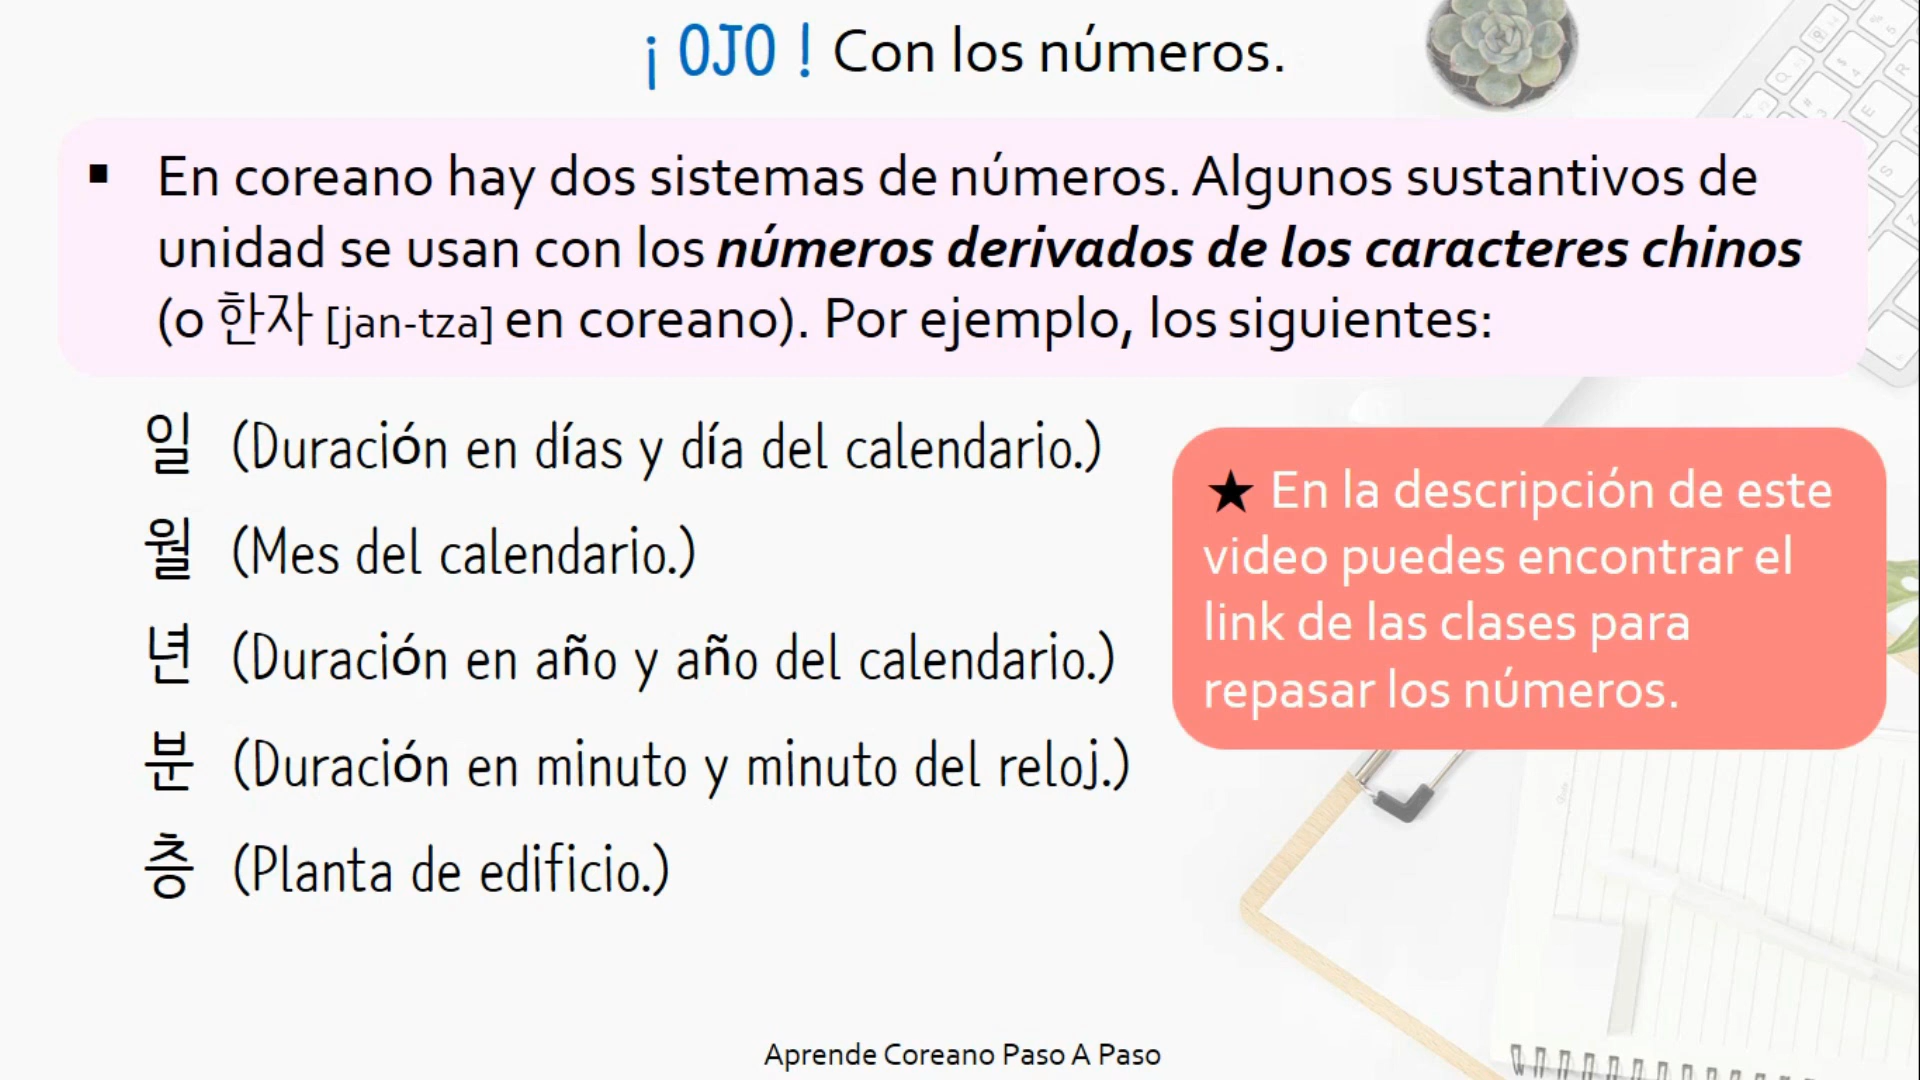 ¡ OJO ! Con los números.
▪ En coreano hay dos sistemas de números. Algunos sustantivos de
unidad se usan con los números derivados de los caracteres chinos
(o 한자 [jan-tza] en coreano). Por ejemplo, los siguientes:
일 (Duración en días y día del calendario.)
월 (Mes del calendario.)
년 (Duración en año y año del calendario.)
분 (Duración en minuto y minuto del reloj.)
층 (Planta de edificio.)
★ En la descripción de este
video puedes encontrar el
link de las clases para
repasar los números.
Aprende Coreano Paso A Paso